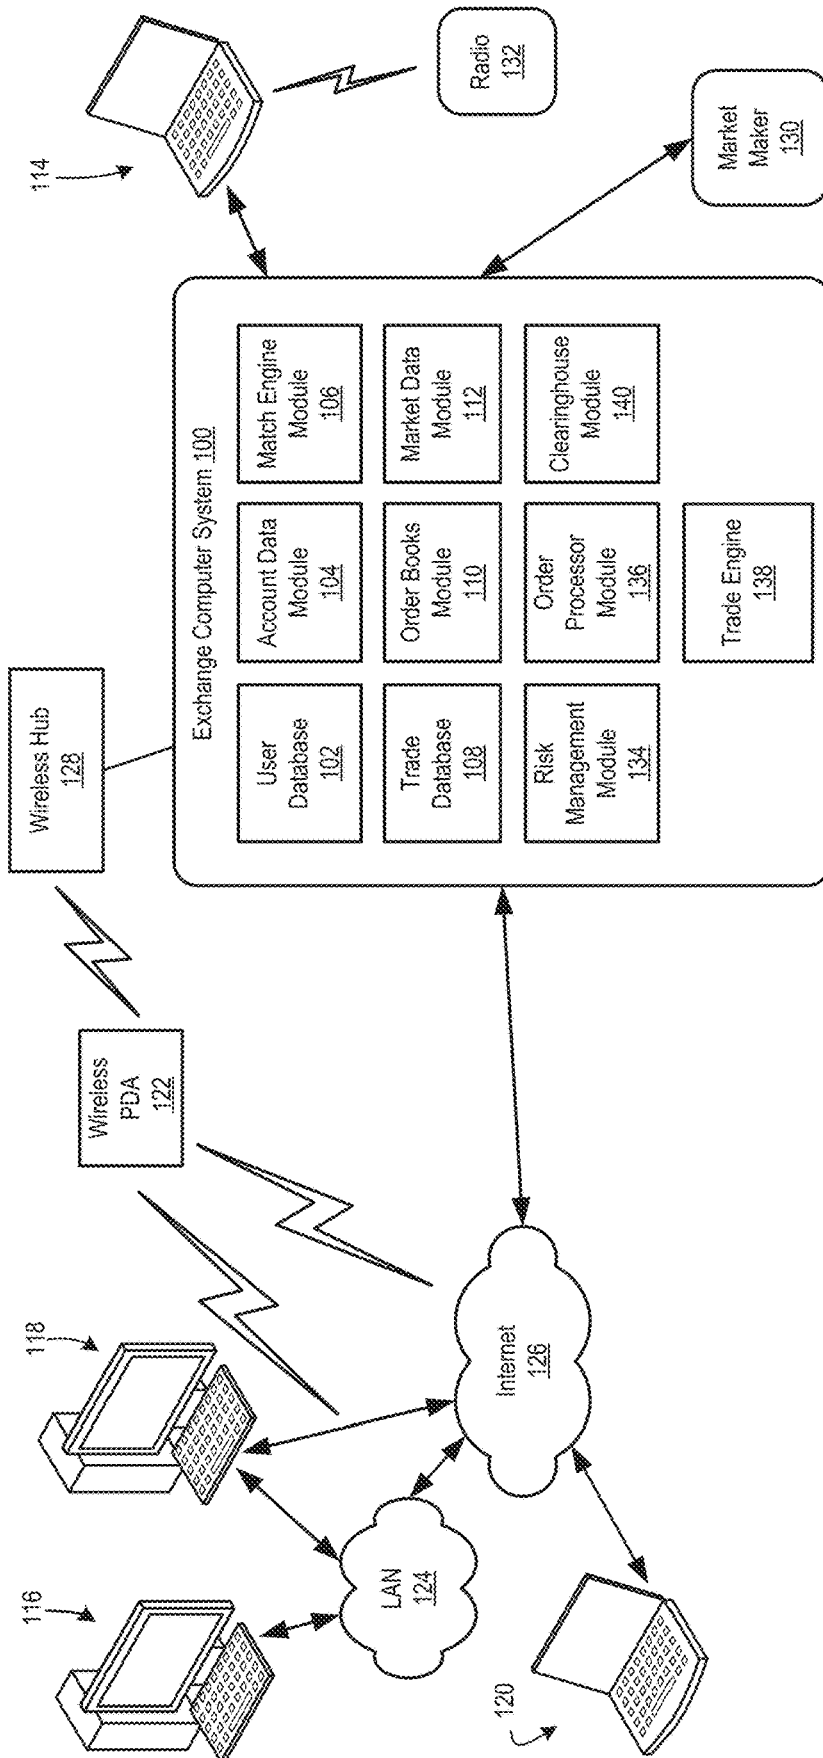 116
118
Wireless
PDA
122
Wireless Hub
128
114
Radio
132
LAN
124
120
Internet
126
Exchange Computer System 100
User
Database
102
Account Data
Module
104
Match Engine
Module
106
Trade
Database
108
Order Books
Module
110
Market Data
Module
112
Risk
Management
Module
134
Order
Processor
Module
136
Clearinghouse
Module
140
Trade Engine
138
Market
Maker
130